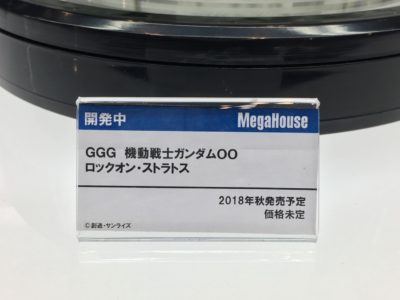 開発中 MegaHouse
GGG 機動戦士ガンダムOO
ロックオン・ストラトス
2018年秋発売予定
価格未定
©創造・サンライズ